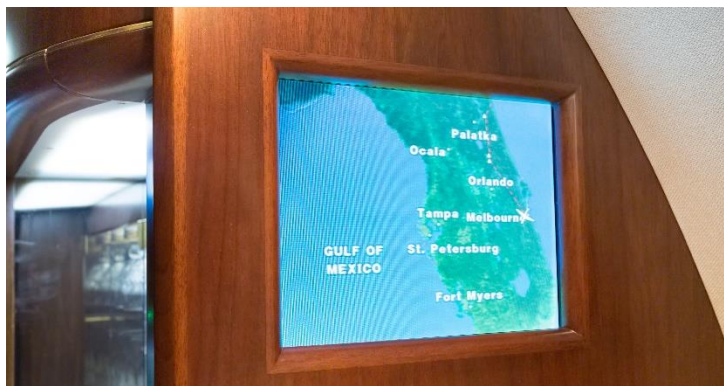 Palatka
Ocala
Orlando
Tampa Melbourne
GULF OF
MEXICO
St. Petersburg
Fort Myers